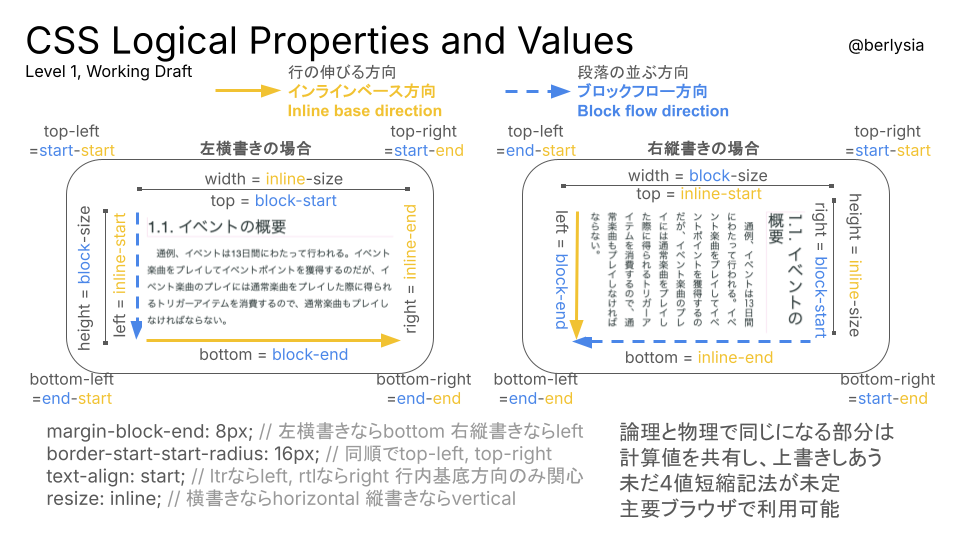 CSS Logical Properties and Values
@berlysia
Level 1, Working Draft
行の伸びる方向
インラインベース方向
Inline base direction
段落の並ぶ方向
ブロックフロー方向
Block flow direction
top-left
=start-start
左横書きの場合
top-right
=start-end
width = inline-size
top = block-start
height = block-size
left = inline-start
1.1. イベントの概要
通例、イベントは13日間にわたって行われる。イベント
楽曲をプレイしてイベントポイントを獲得するのだが、イ
ベント楽曲のプレイには通常楽曲をプレイした際に得られ
るトリガーアイテムを消費するので、通常楽曲もプレイし
なければならない。
right = inline-end
bottom = block-end
bottom-left
=end-start
bottom-right
=end-end
top-left
=end-start
右縦書きの場合
top-right
=start-start
width = block-size
top = inline-start
height = inline-size
right = block-start
1.1. イベントの
概要
通例、イベントは13日間
にわたって行われる。イベ
ント楽曲をプレイしてイベ
ントポイントを獲得するの
だが、イベント楽曲のプレ
イには通常楽曲をプレイし
た際に得られるトリガーア
イテムを消費するので、通
常楽曲もプレイしなければ
ならない。
left = block-end
bottom = inline-end
bottom-left
=end-end
bottom-right
=start-end
margin-block-end: 8px; // 左横書きならbottom 右縦書きならleft
border-start-start-radius: 16px; // 同順でtop-left, top-right
text-align: start; // ltrならleft, rtlならright 行内基底方向のみ関心
resize: inline; // 横書きならhorizontal 縦書きならvertical
論理と物理で同じになる部分は
計算値を共有し、上書きしあう
未だ4値短縮記法が未定
主要ブラウザで利用可能